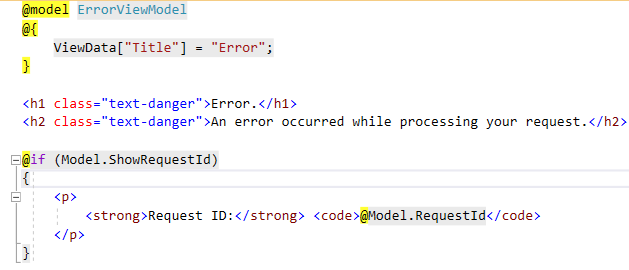 @model ErrorViewModel
@{
    ViewData["Title"] = "Error";
}

<h1 class="text-danger">Error.</h1>
<h2 class="text-danger">An error occurred while processing your request.</h2>

@if (Model.ShowRequestId)
{
    <p>
        <strong>Request ID:</strong> <code>@Model.RequestId</code>
    </p>
}